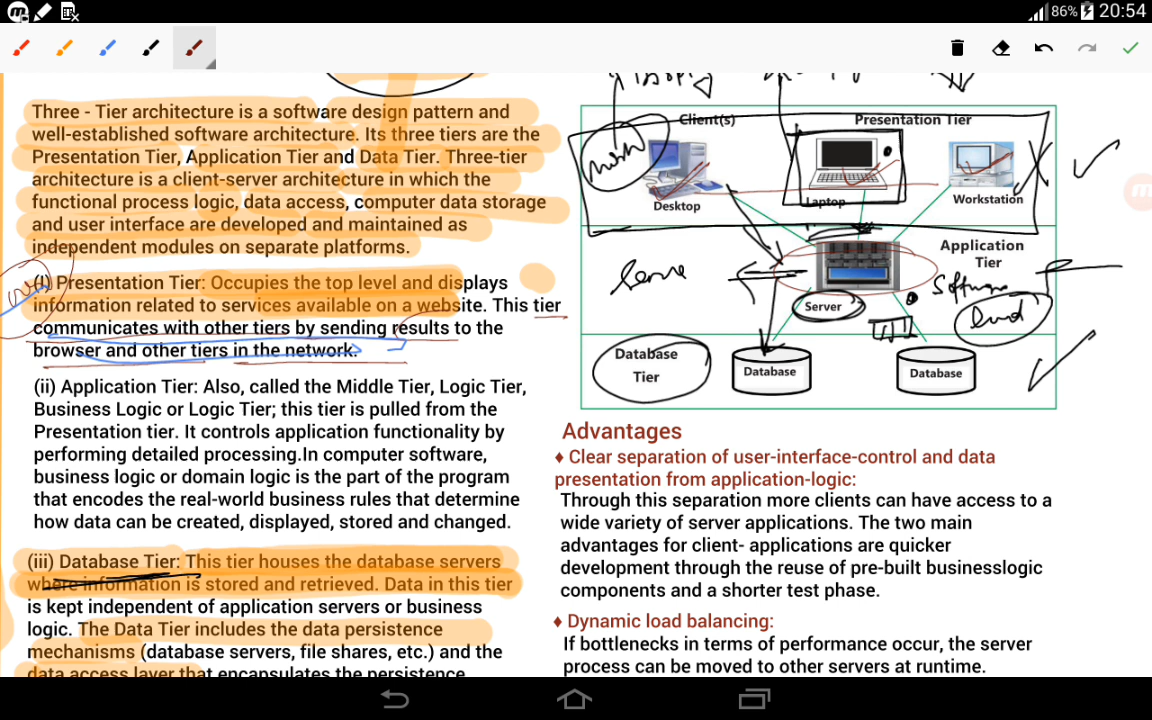 86% 20:54
Three - Tier architecture is a software design pattern and
well-established software architecture. Its three tiers are the
Presentation Tier, Application Tier and Data Tier. Three-tier
architecture is a client-server architecture in which the
functional process logic, data access, computer data storage
and user interface are developed and maintained as
independent modules on separate platforms.
(i) Presentation Tier: Occupies the top level and displays
information related to services available on a website. This tier
communicates with other tiers by sending results to the
browser and other tiers in the network.
(ii) Application Tier: Also, called the Middle Tier, Logic Tier,
Business Logic or Logic Tier; this tier is pulled from the
Presentation tier. It controls application functionality by
performing detailed processing.In computer software,
business logic or domain logic is the part of the program
that encodes the real-world business rules that determine
how data can be created, displayed, stored and changed.
(iii) Database Tier: This tier houses the database servers
where information is stored and retrieved. Data in this tier
is kept independent of application servers or business
logic. The Data Tier includes the data persistence
mechanisms (database servers, file shares, etc.) and the
data access layer that encapsulates the persistence
Client(s) Presentation Tier
Desktop Laptop Workstation
Application
Tier
Server
Database
Tier
Database Database
Advantages
♦ Clear separation of user-interface-control and data
presentation from application-logic:
Through this separation more clients can have access to a
wide variety of server applications. The two main
advantages for client- applications are quicker
development through the reuse of pre-built businesslogic
components and a shorter test phase.
♦ Dynamic load balancing:
If bottlenecks in terms of performance occur, the server
process can be moved to other servers at runtime.